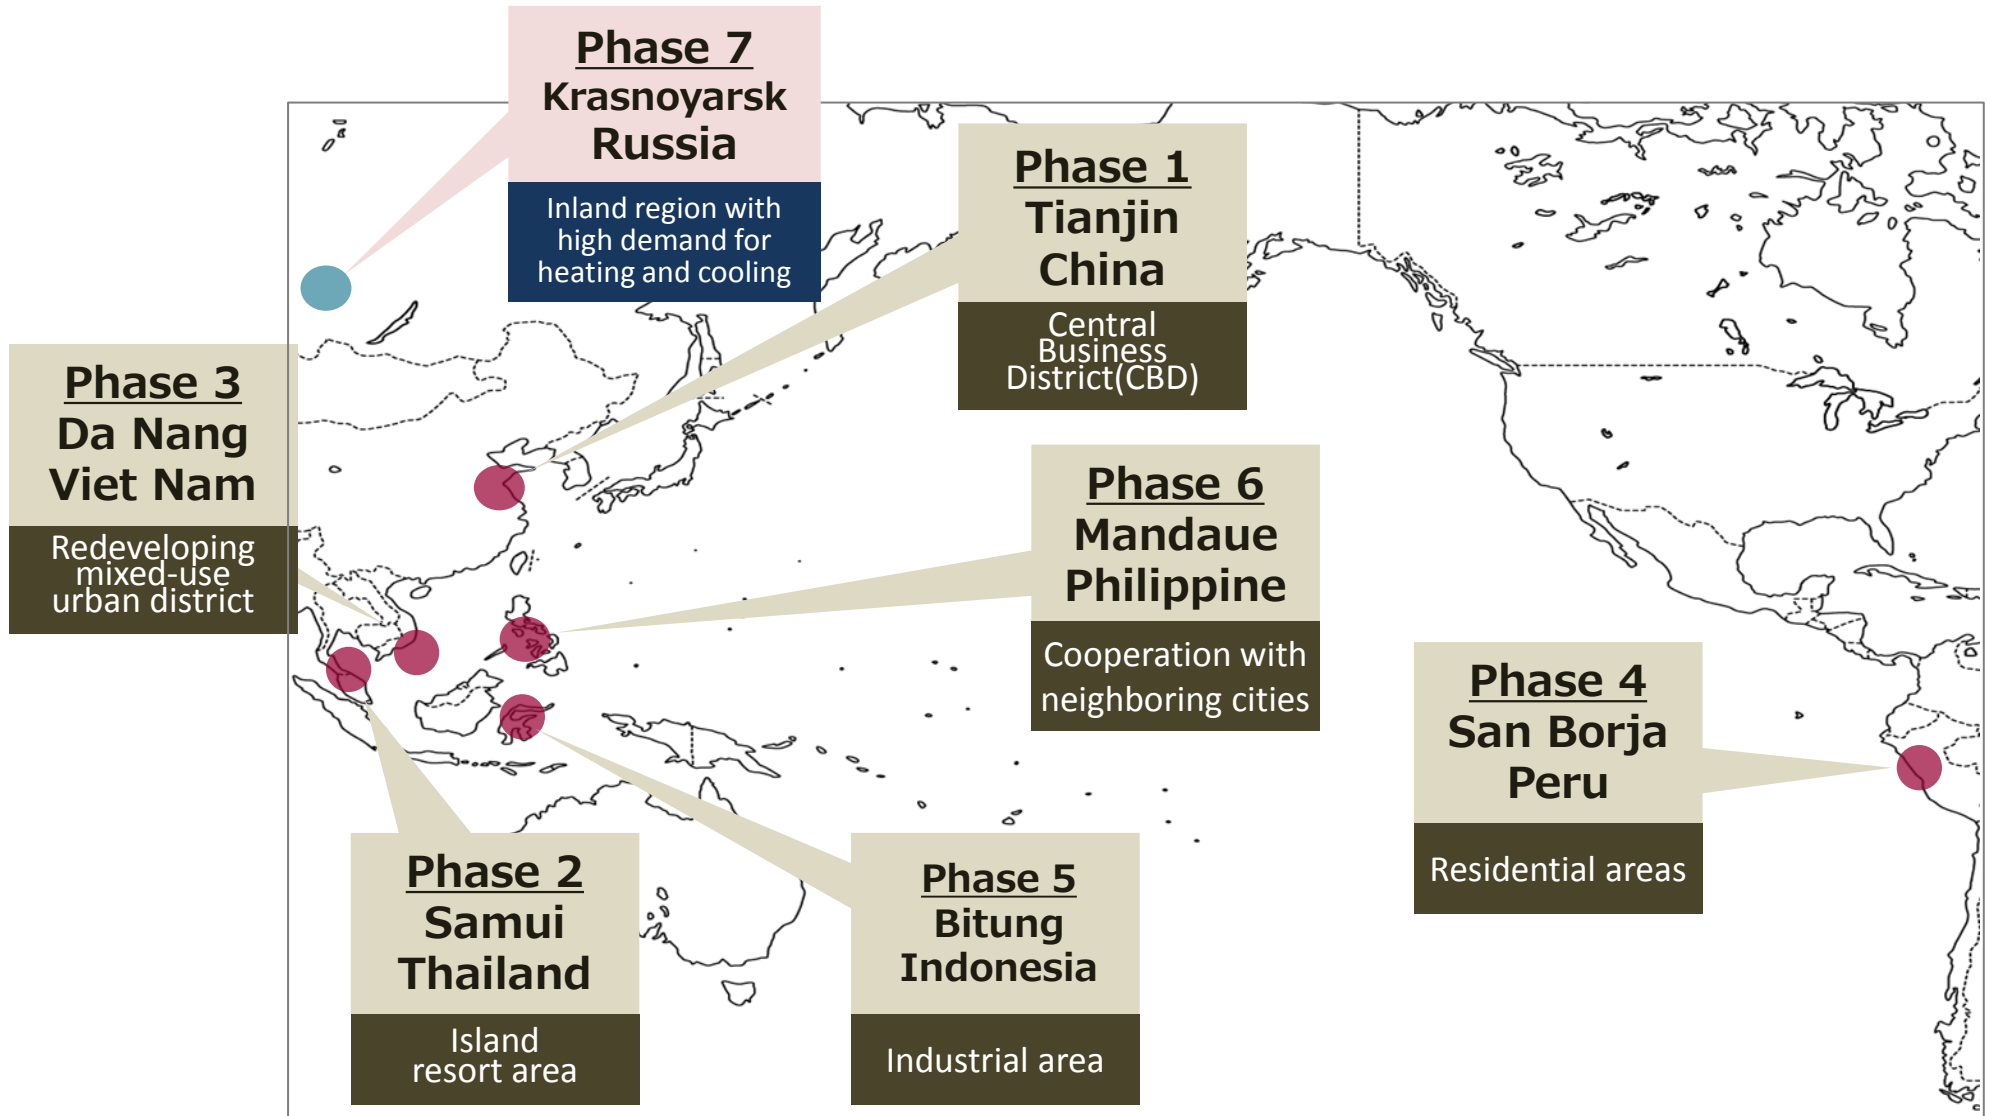 Phase 7
Krasnoyarsk
Russia
Inland region with
high demand for
heating and cooling
Phase 1
Tianjin
China
Central
Business
District(CBD)
Phase 3
Da Nang
Viet Nam
Redeveloping
mixed-use
urban district
Phase 6
Mandaue
Philippine
Cooperation with
neighboring cities
Phase 4
San Borja
Peru
Residential areas
Phase 2
Samui
Thailand
Island
resort area
Phase 5
Bitung
Indonesia
Industrial area